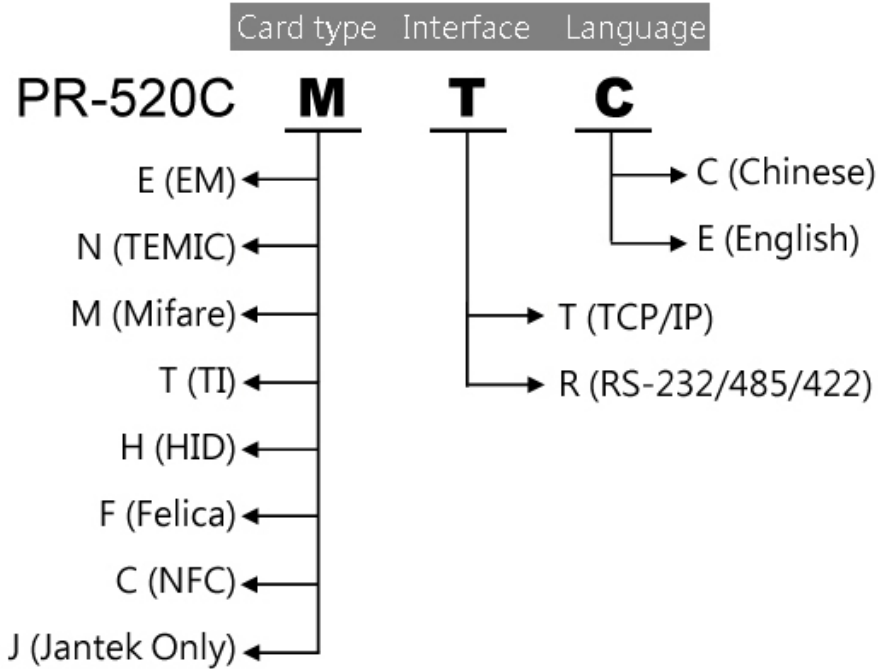 Card type Interface Language
PR-520C M T C
E (EM)
N (TEMIC)
M (Mifare)
T (TI)
H (HID)
F (Felica)
C (NFC)
J (Jantek Only)
T (TCP/IP)
R (RS-232/485/422)
C (Chinese)
E (English)